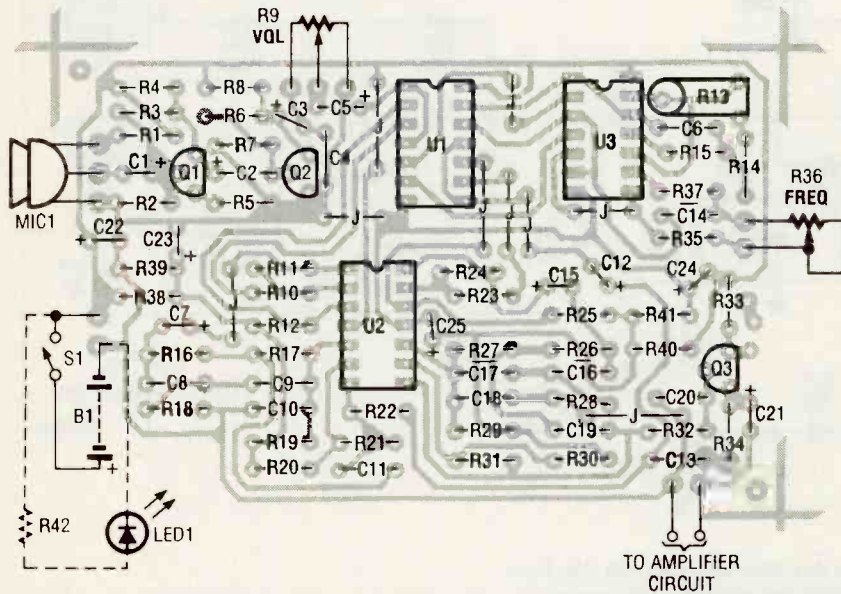 R9
VOL
R4
R8
R3
R6
C3
C5
J
J
R13
R1
R7
U1
U3
C6
R15
R14
C1
Q1
C2
Q2
R36
FREQ
R37
C14
MIC1
R2
R5
J
J
J
J
J
R35
C22
C23
R39
R11
R24
C15
C12
C24
R38
R10
R23
R33
C7
J
R12
U2
C25
R25
R41
S1
R16
R17
R27
R26
R40
Q3
C17
C16
B1
C8
C9
C18
R28
C20
C21
R18
C10
R22
J
R19
R21
R29
C19
R32
R34
R20
C11
R31
R30
C13
R42
LED1
TO AMPLIFIER
CIRCUIT